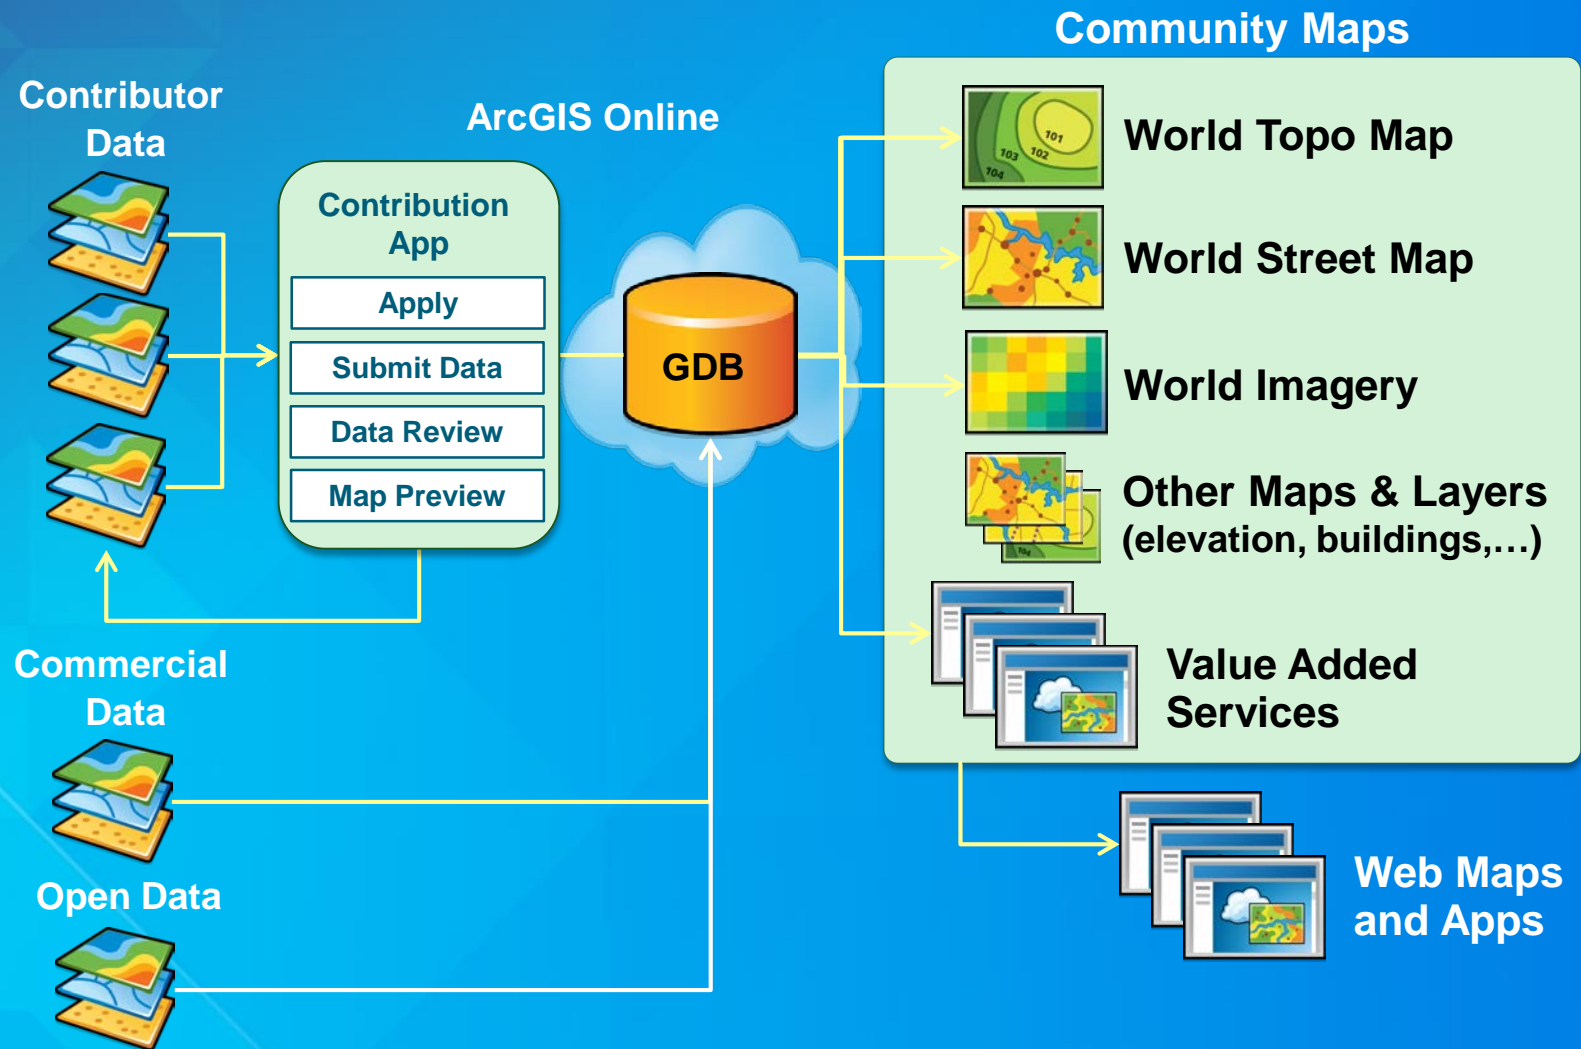 Community Maps
Contributor
Data
ArcGIS Online
Contribution
App
Apply
Submit Data
Data Review
Map Preview
GDB
101
102
103
104
World Topo Map
World Street Map
World Imagery
104
Other Maps & Layers
(elevation, buildings,...)
Value Added
Services
Commercial
Data
Open Data
Web Maps
and Apps